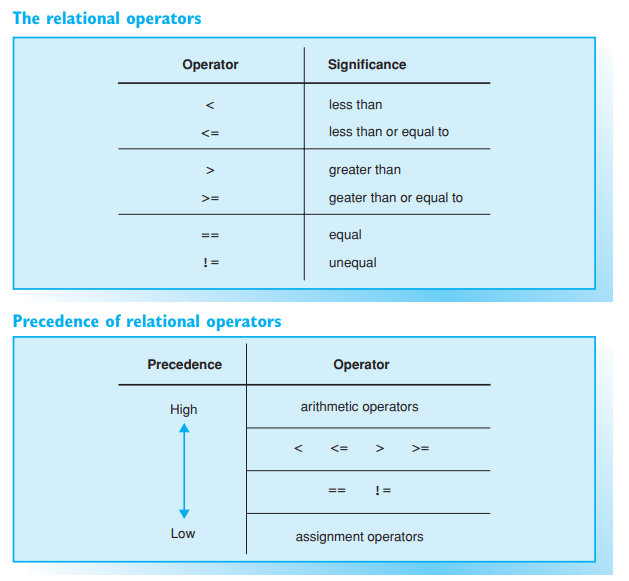 The relational operators
Operator Significance
< less than
<= less than or equal to
> greater than
>= geater than or equal to
== equal
!= unequal
Precedence of relational operators
Precedence Operator
High arithmetic operators
< <= > >=
== !=
Low assignment operators